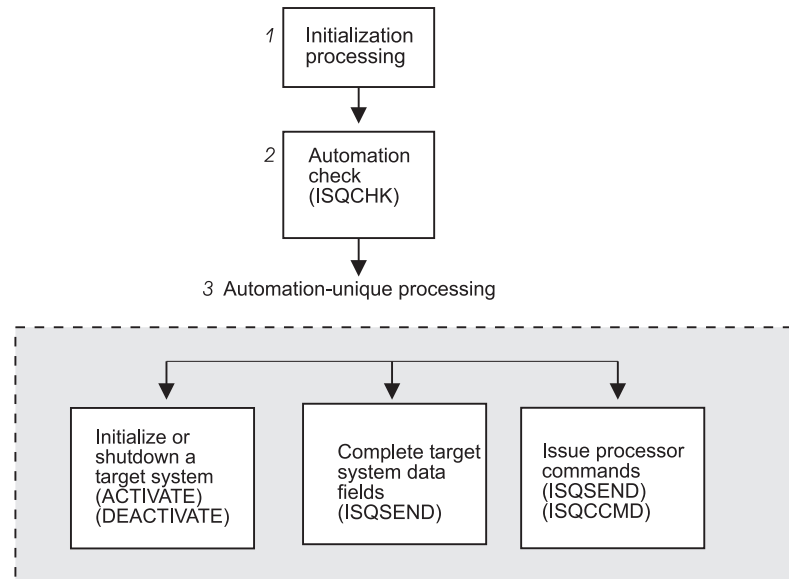 1 Initialization
processing
2 Automation
check
(ISQCHK)
3 Automation-unique processing
Initialize or
shutdown a
target system
(ACTIVATE)
(DEACTIVATE)
Complete target
system data
fields
(ISQSEND)
Issue processor
commands
(ISQSEND)
(ISQCCMD)